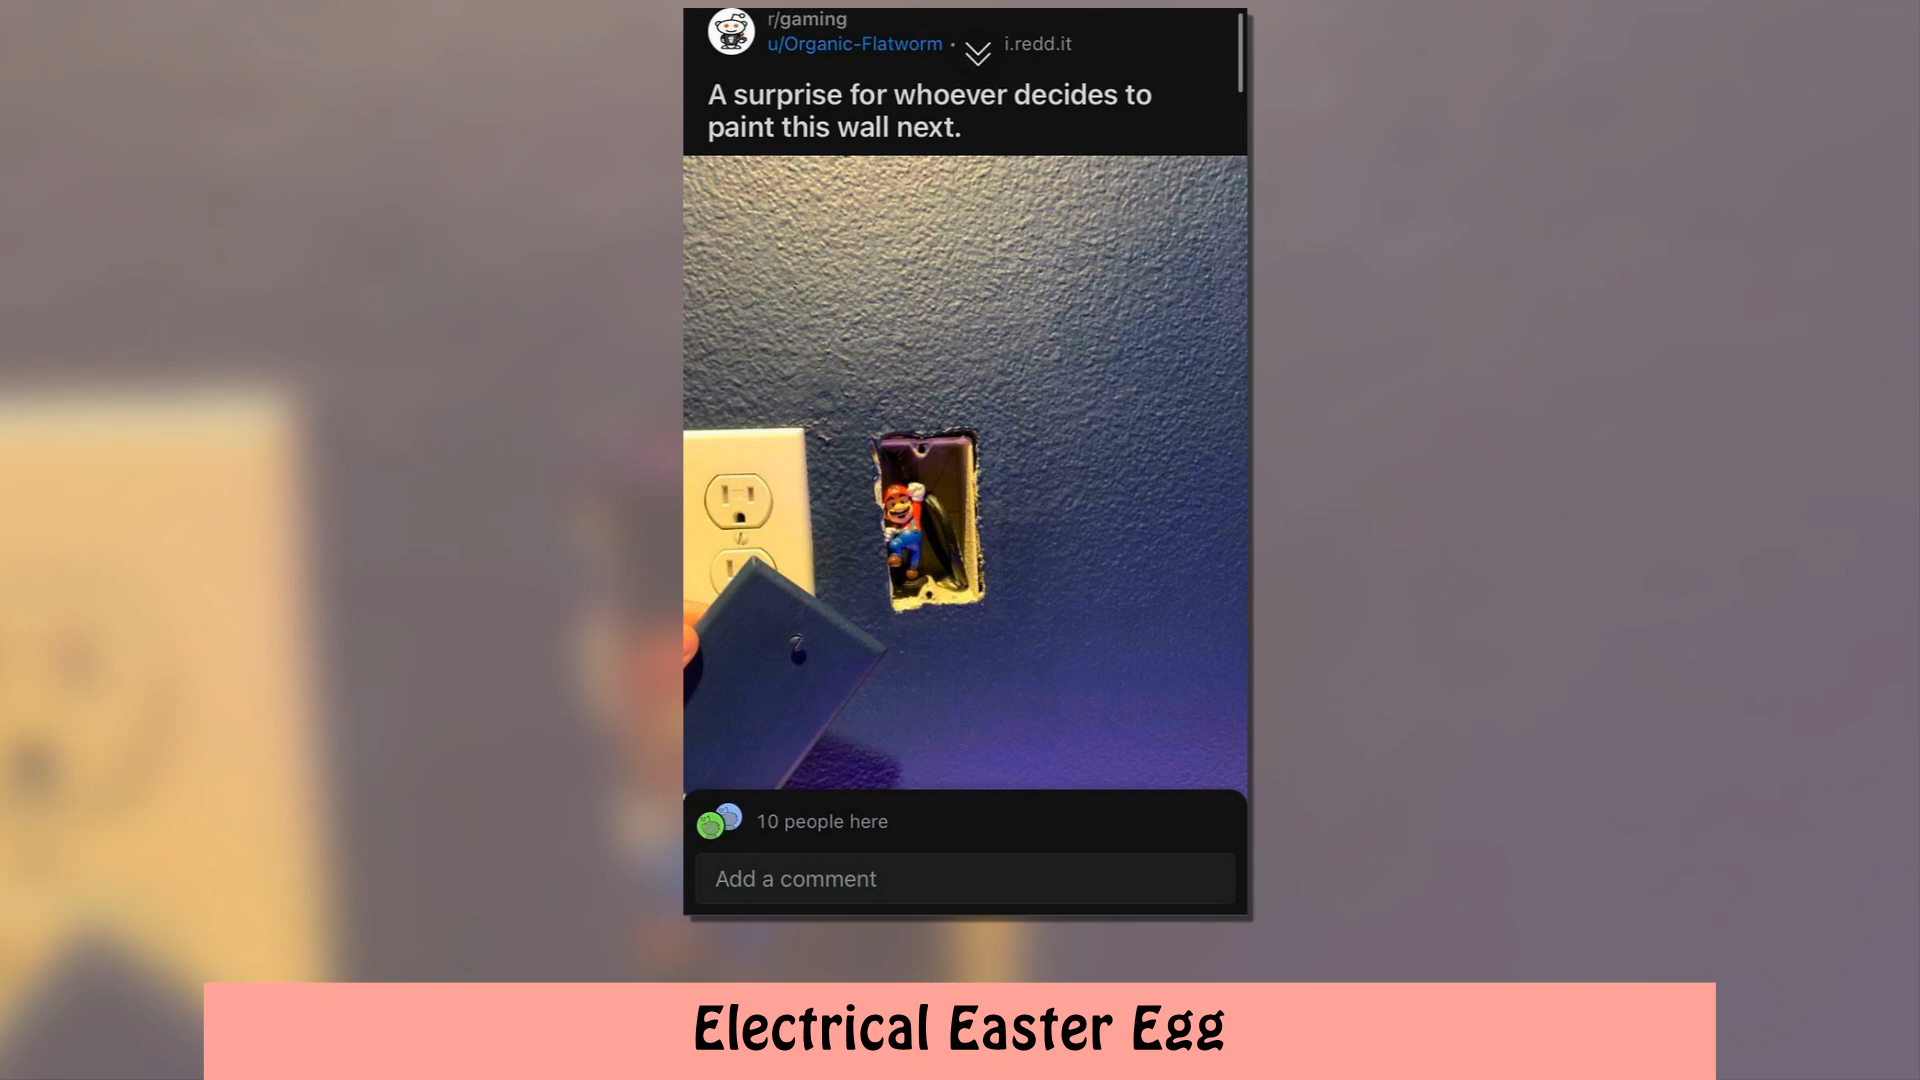 r/gaming
u/Organic-Flatworm · i.redd.it
A surprise for whoever decides to
paint this wall next.
10 people here
Add a comment
Electrical Easter Egg